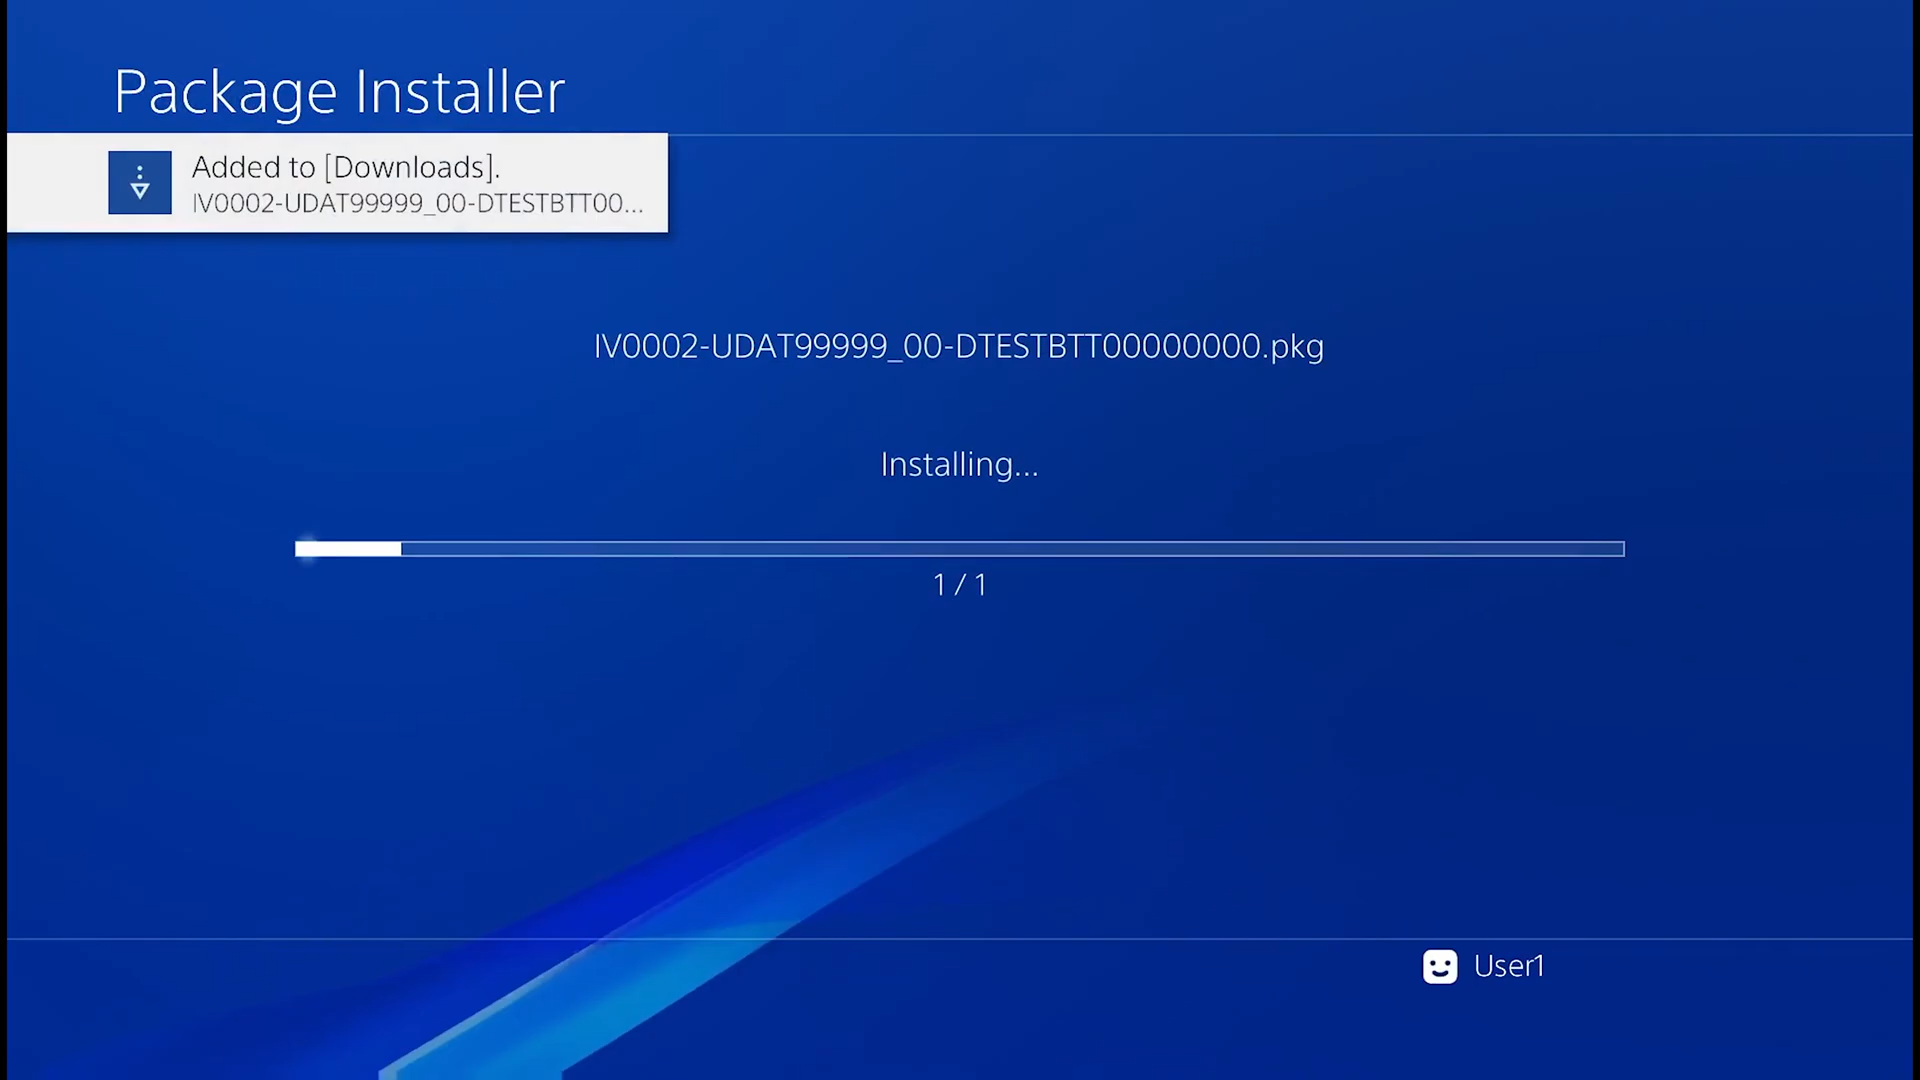 Package Installer
Added to [Downloads].
IV0002-UDAT99999_00-DTESTBTT00...
IV0002-UDAT99999_00-DTESTBTT00000000.pkg
Installing...
1 / 1
User1